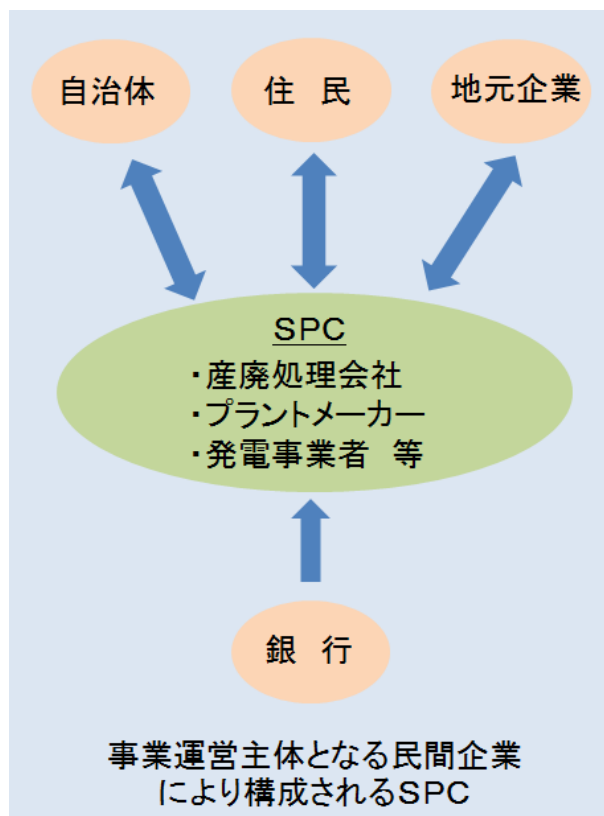 自治体
住　民
地元企業
SPC
・産廃処理会社
・プラントメーカー
・発電事業者　等
銀　行
事業運営主体となる民間企業
により構成されるSPC